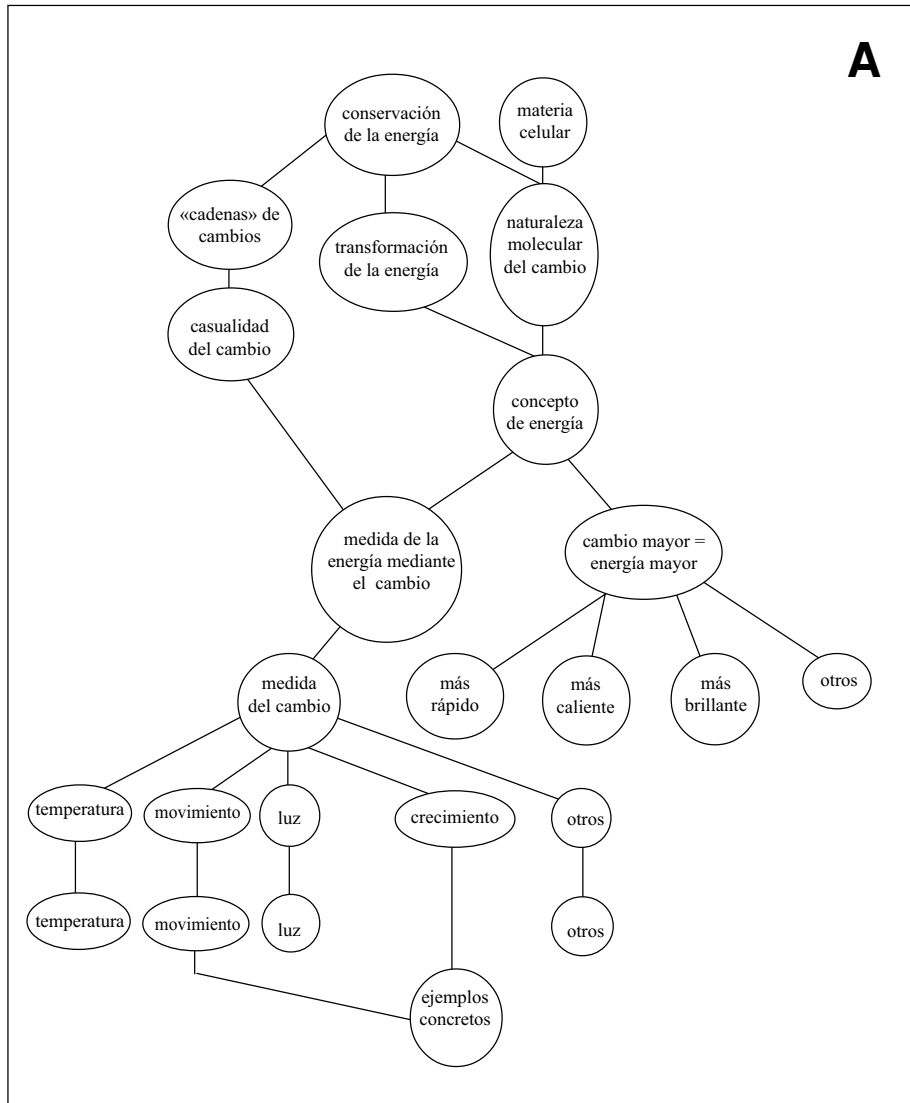 A
conservación
de la energía
materia
celular
«cadenas» de
cambios
transformación
de la energía
naturaleza
molecular
del cambio
casualidad
del cambio
concepto
de energía
medida de la
energía mediante
el cambio
cambio mayor =
energía mayor
medida
del cambio
más
rápido
más
caliente
más
brillante
otros
temperatura
movimiento
luz
crecimiento
otros
temperatura
movimiento
luz
otros
ejemplos
concretos